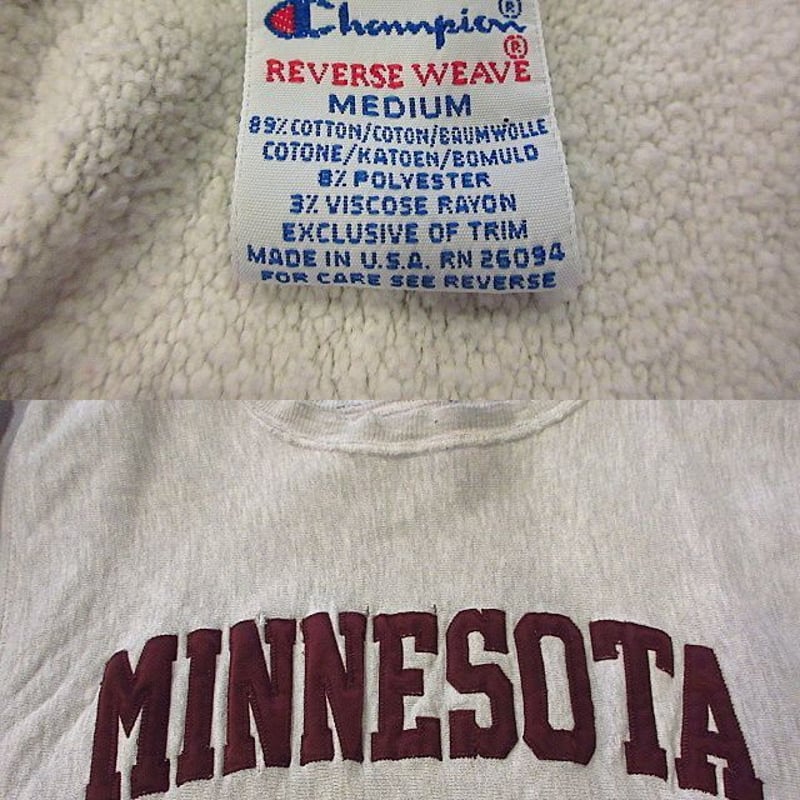 Champion®
®
REVERSE WEAVE
MEDIUM
89% COTTON/COTON/BAUMWOLLE
COTONE/KATOEN/BOMULD
8% POLYESTER
3% VISCOSE RAYON
EXCLUSIVE OF TRIM
MADE IN U.S.A. RN 26094
FOR CARE SEE REVERSE
MINNESOTA